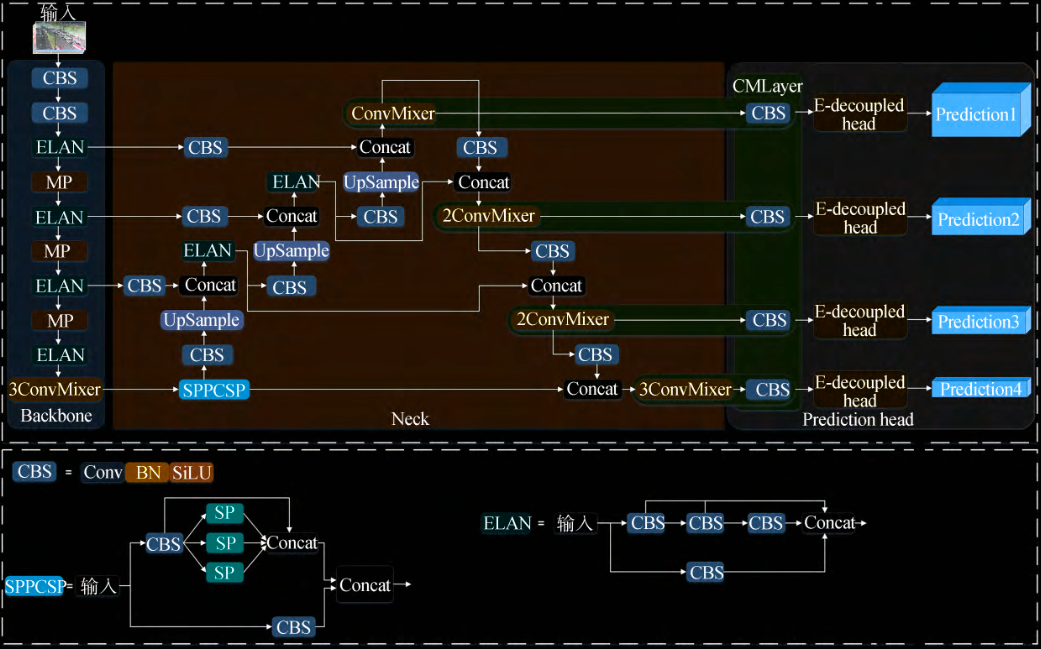 输入
CBS
CBS
ELAN
MP
ELAN
MP
ELAN
MP
ELAN
3ConvMixer
Backbone
ConvMixer
CBS
Concat
CBS
ELAN
UpSample
Concat
CBS
Concat
CBS
2ConvMixer
ELAN
UpSample
CBS
CBS
Concat
CBS
Concat
UpSample
2ConvMixer
CBS
CBS
SPPCSP
Concat
3ConvMixer
Neck
CMLayer
CBS
E-decoupled
head
Prediction1
CBS
E-decoupled
head
Prediction2
CBS
E-decoupled
head
Prediction3
CBS
E-decoupled
head
Prediction4
Prediction head
CBS = Conv BN SiLU
SP
CBS SP Concat
SP
SPPCSP= 输入
Concat
CBS
ELAN = 输入 CBS CBS CBS Concat
CBS